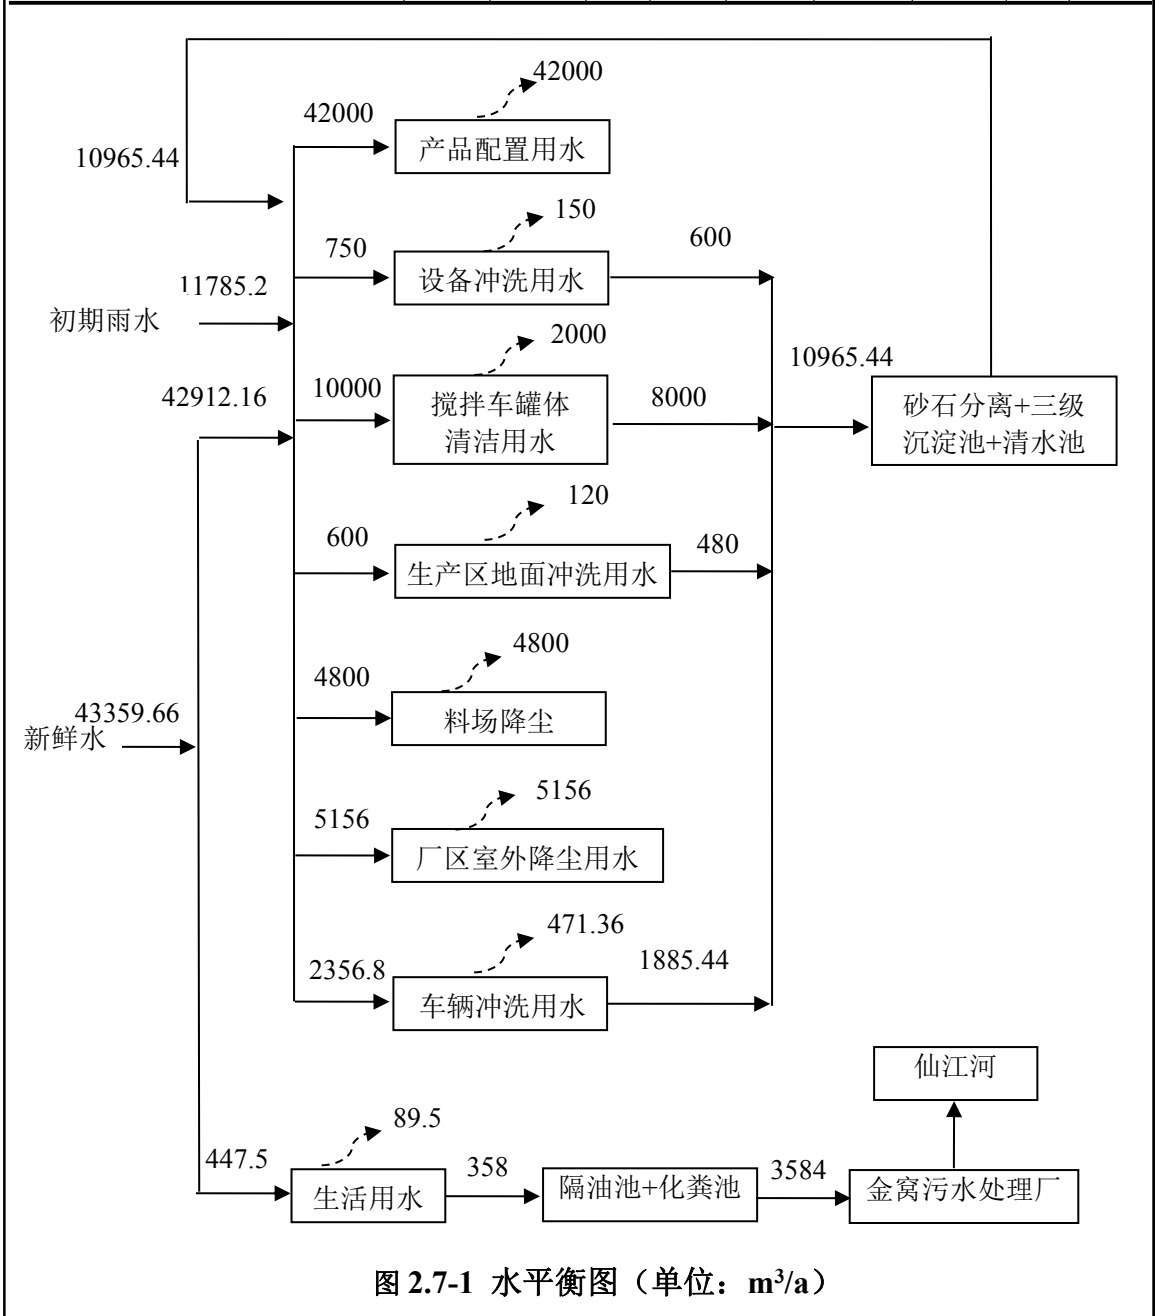 42000
42000
产品配置用水
10965.44
150
750
600
设备冲洗用水
11785.2
初期雨水
2000
10965.44
10000
搅拌车罐体
清洁用水
8000
砂石分离+三级
沉淀池+清水池
42912.16
120
600
480
生产区地面冲洗用水
4800
4800
料场降尘
43359.66
新鲜水
5156
5156
厂区室外降尘用水
471.36
2356.8
1885.44
车辆冲洗用水
仙江河
89.5
447.5
358
3584
生活用水
隔油池+化粪池
金窝污水处理厂
图 2.7-1 水平衡图（单位：m³/a）